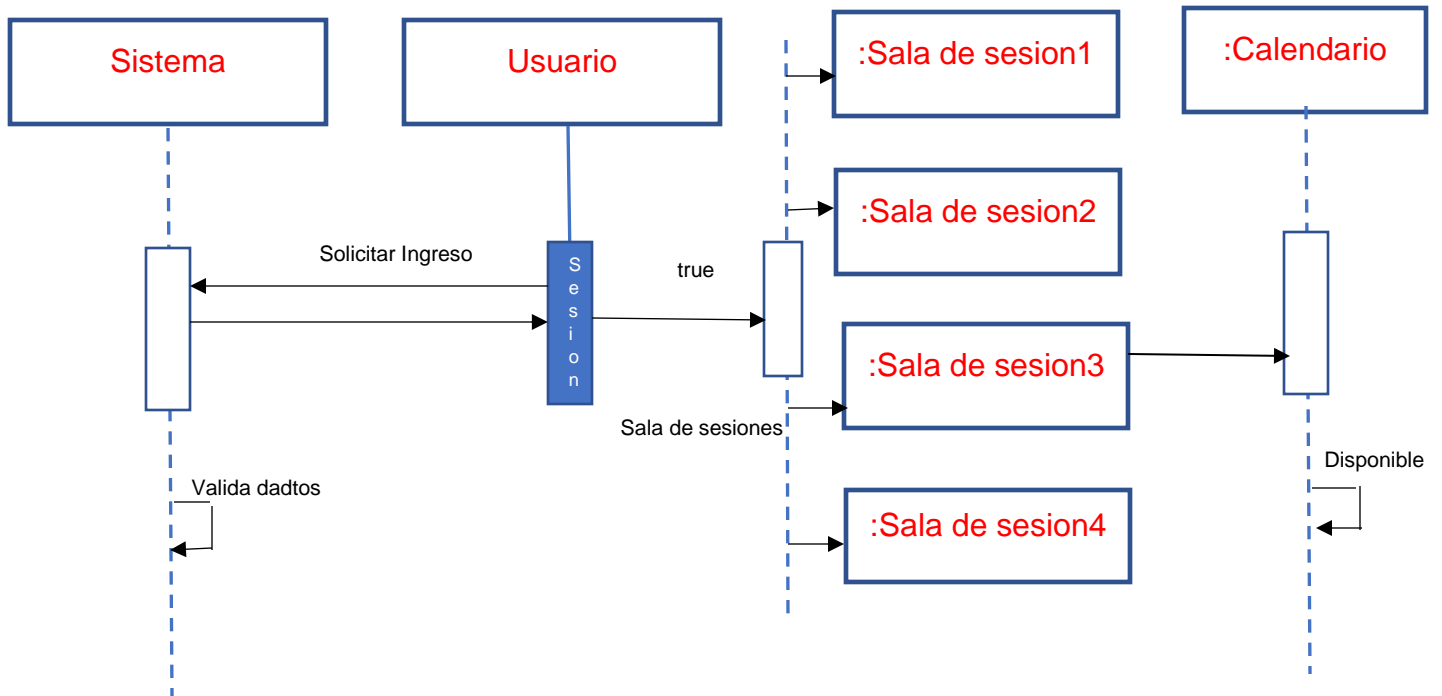 Sistema
Usuario
:Sala de sesion1
:Calendario
:Sala de sesion2
Solicitar Ingreso
Sesion
true
:Sala de sesion3
Sala de sesiones
Disponible
Valida dadtos
:Sala de sesion4